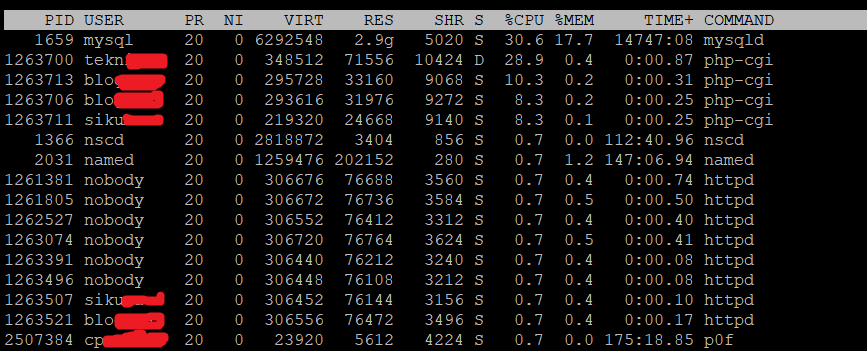 PID USER PR NI VIRT RES SHR S %CPU %MEM TIME+ COMMAND
1659 mysql 20 0 6292548 2.9g 5020 S 30.6 17.7 14747:08 mysqld
1263700 tekn 20 0 348512 71556 10424 D 28.9 0.4 0:00.87 php-cgi
1263713 blo 20 0 295728 33160 9068 S 10.3 0.2 0:00.31 php-cgi
1263706 blo 20 0 293616 31976 9272 S 8.3 0.2 0:00.25 php-cgi
1263711 siku 20 0 219320 24668 9140 S 8.3 0.1 0:00.25 php-cgi
1366 nscd 20 0 2818872 3404 856 S 0.7 0.0 112:40.96 nscd
2031 named 20 0 1259476 202152 280 S 0.7 1.2 147:06.94 named
1261381 nobody 20 0 306676 76688 3560 S 0.7 0.4 0:00.74 httpd
1261805 nobody 20 0 306672 76736 3584 S 0.7 0.5 0:00.50 httpd
1262527 nobody 20 0 306552 76412 3312 S 0.7 0.4 0:00.40 httpd
1263074 nobody 20 0 306720 76764 3624 S 0.7 0.5 0:00.41 httpd
1263391 nobody 20 0 306440 76212 3240 S 0.7 0.4 0:00.08 httpd
1263496 nobody 20 0 306448 76108 3212 S 0.7 0.4 0:00.08 httpd
1263507 siku 20 0 306452 76144 3156 S 0.7 0.4 0:00.10 httpd
1263521 blo 20 0 306556 76472 3496 S 0.7 0.4 0:00.17 httpd
2507384 cp 20 0 23920 5612 4224 S 0.7 0.0 175:18.85 p0f